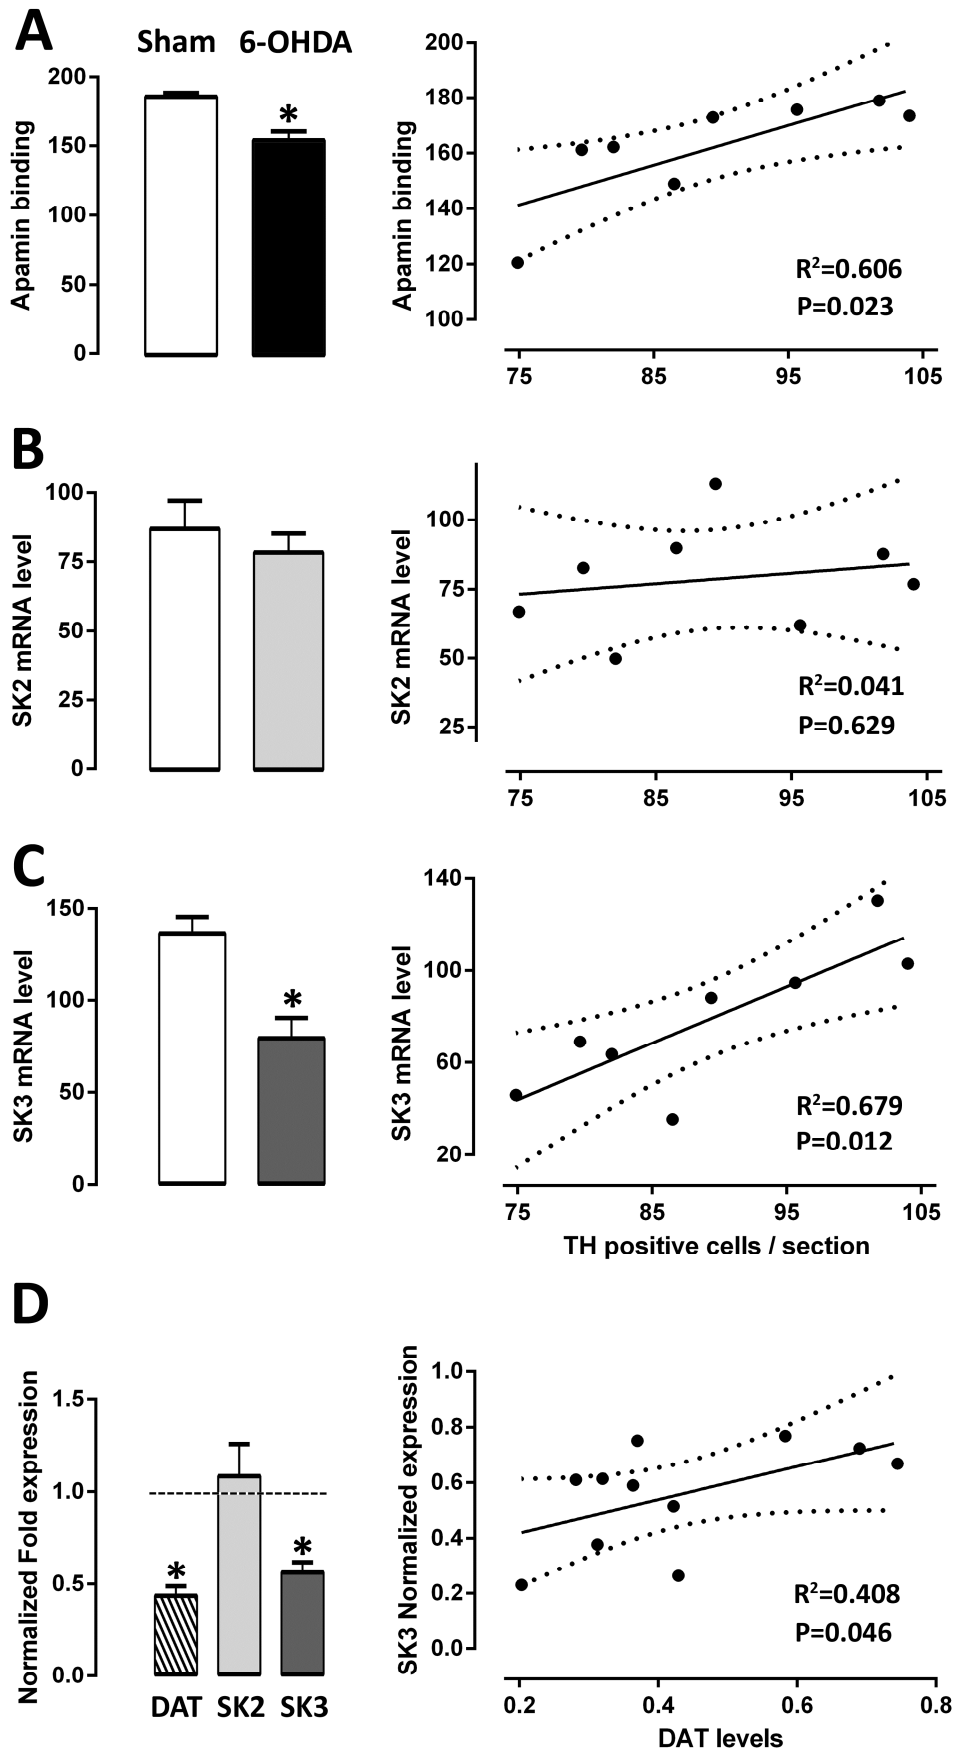 A
Sham 6-OHDA
Apamin binding
200
150
100
50
0
*
Apamin binding
200
180
160
140
120
100
R²=0.606
P=0.023
75 85 95 105
B
SK2 mRNA level
100
75
50
25
0
SK2 mRNA level
100
75
50
25
R²=0.041
P=0.629
75 85 95 105
C
SK3 mRNA level
150
100
50
0
*
SK3 mRNA level
140
100
60
20
R²=0.679
P=0.012
75 85 95 105
TH positive cells / section
D
Normalized Fold expression
1.5
1.0
0.5
0.0
*
*
DAT SK2 SK3
SK3 Normalized expression
1.0
0.8
0.6
0.4
0.2
0.0
R²=0.408
P=0.046
0.2 0.4 0.6 0.8
DAT levels